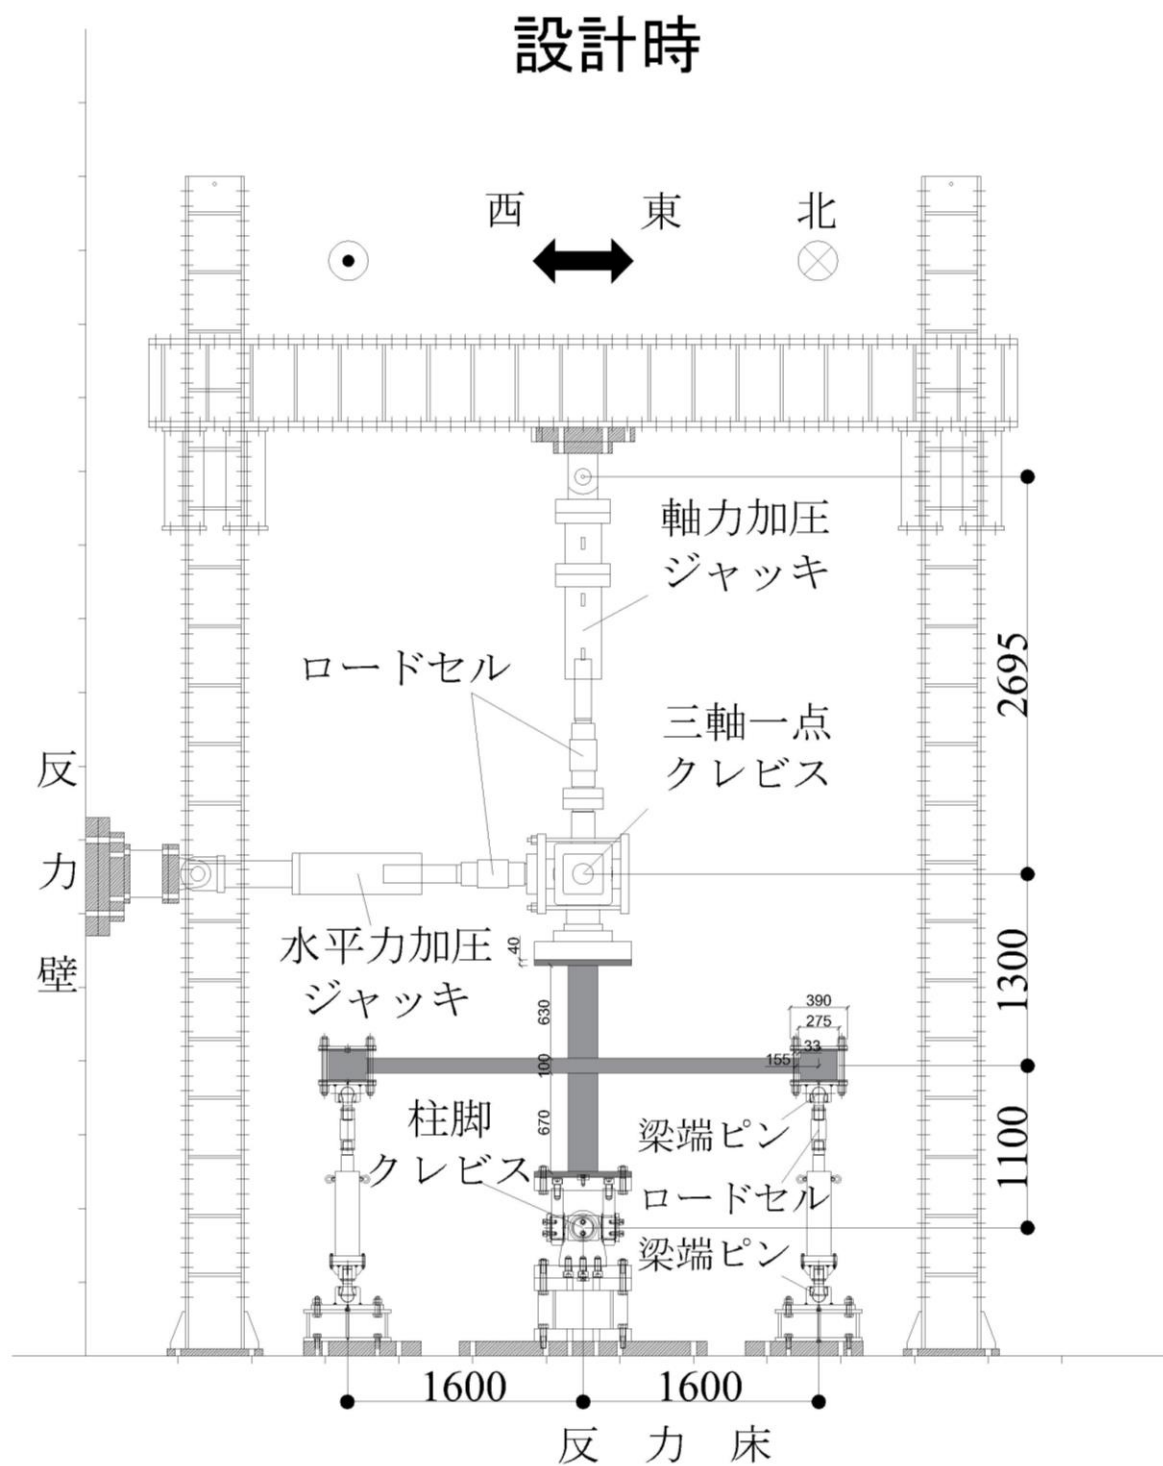 設計時
西 東 北
軸力加圧
ジャッキ
ロードセル
2695
三軸一点
クレビス
反力壁
水平力加圧
ジャッキ
40
1300
630
390
275
33
155
100
柱脚
クレビス
670
梁端ピン
1100
ロードセル
梁端ピン
1600 1600
反力床